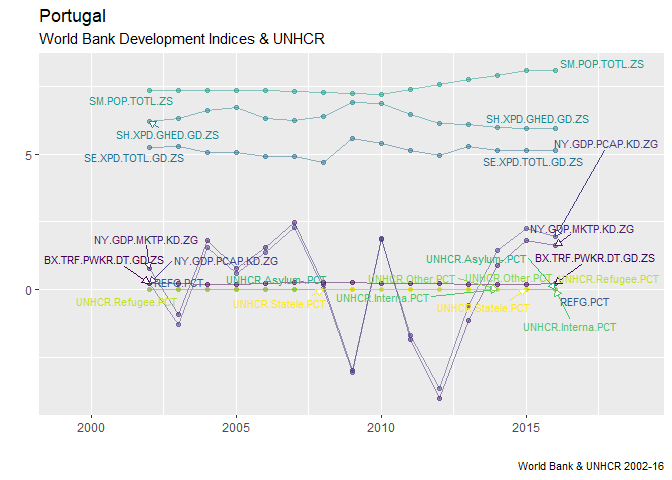 Portugal
World Bank Development Indices & UNHCR
SM.POP.TOTL.ZS
SM.POP.TOTL.ZS
SH.XPD.GHED.GD.ZS
SH.XPD.GHED.GD.ZS
NY.GDP.PCAP.KD.ZG
5
SE.XPD.TOTL.GD.ZS
SE.XPD.TOTL.GD.ZS
NY.GDP.MKTP.KD.ZG
NY.GDP.MKTP.KD.ZG
BX.TRF.PWKR.DT.GD.ZS
NY.GDP.PCAP.KD.ZG
UNHCR.Asylum.PCT
BX.TRF.PWKR.DT.GD.ZS
REFG.PCT
UNHCR.Asylum.PCT
UNHCR.Other.PCT
UNHCR.Other.PCT
UNHCR.Refugee.PCT
0
UNHCR.Refugee.PCT
UNHCR.Statele.PCT
UNHCR.Interna.PCT
UNHCR.Statele.PCT
REFG.PCT
UNHCR.Interna.PCT
2000
2005
2010
2015
World Bank & UNHCR 2002-16